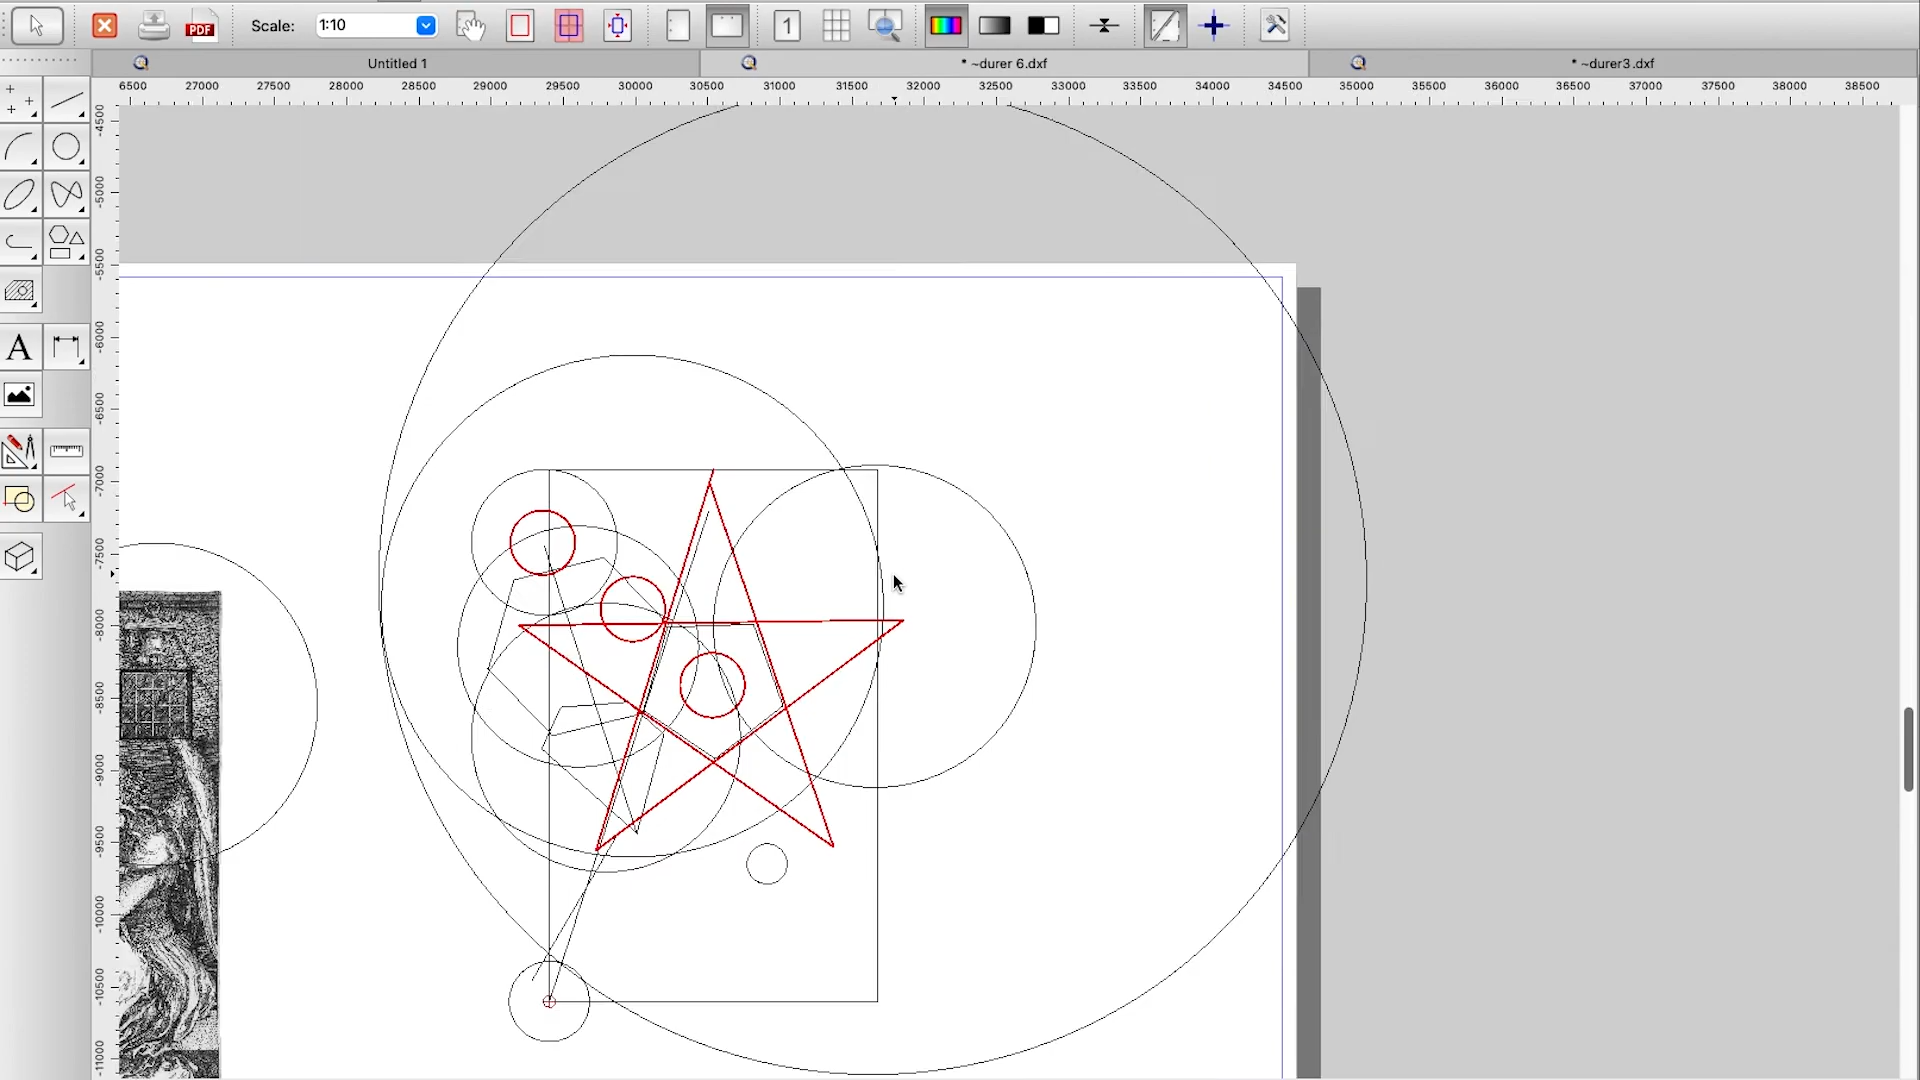 PDF
Scale:
1:10
1
Untitled 1
* ~durer 6.dxf
* ~durer3.dxf
6500 27000 27500 28000 28500 29000 29500 30000 30500 31000 31500 32000 32500 33000 33500 34000 34500 35000 35500 36000 36500 37000 37500 38000 38500
-4500
-5000
-5500
-6000
-6500
-7000
-7500
-8000
-8500
-9000
-9500
-10000
-10500
-11000
A